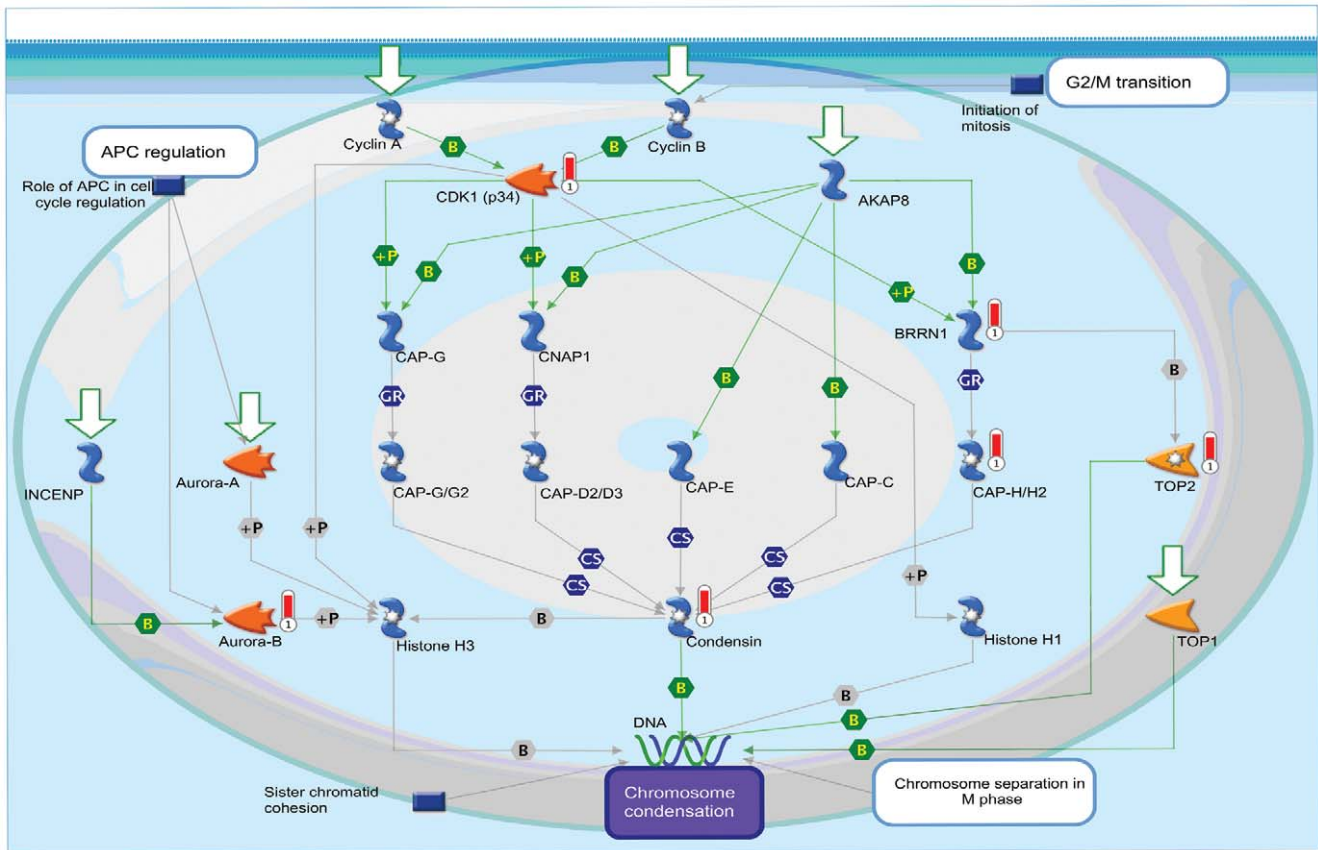 G2/M transition
Initiation of
mitosis
Cyclin A
Cyclin B
APC regulation
Role of APC in cell
cycle regulation
B
B
CDK1 (p34)
1
AKAP8
+P
B
+P
B
B
+P
BRRN1
1
CAP-G
CNAP1
B
GR
GR
B
B
GR
INCENP
Aurora-A
CAP-G/G2
CAP-D2/D3
CAP-E
CAP-C
CAP-H/H2
1
TOP2
1
+P
+P
CS
CS
CS
CS
CS
+P
B
Aurora-B
1
+P
Histone H3
B
Condensin
1
Histone H1
TOP1
B
B
B
B
B
DNA
Sister chromatid
cohesion
Chromosome
condensation
Chromosome separation in
M phase